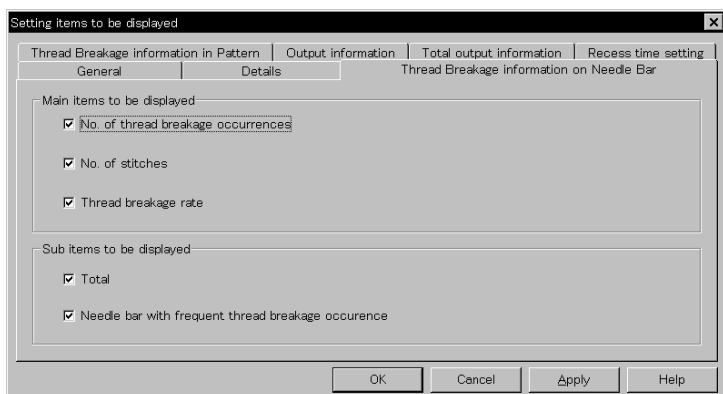 Setting items to be displayed
Thread Breakage information in Pattern Output information Total output information Recess time setting
General Details Thread Breakage information on Needle Bar
Main items to be displayed
No. of thread breakage occurrences
No. of stitches
Thread breakage rate
Sub items to be displayed
Total
Needle bar with frequent thread breakage occurence
OK Cancel Apply Help